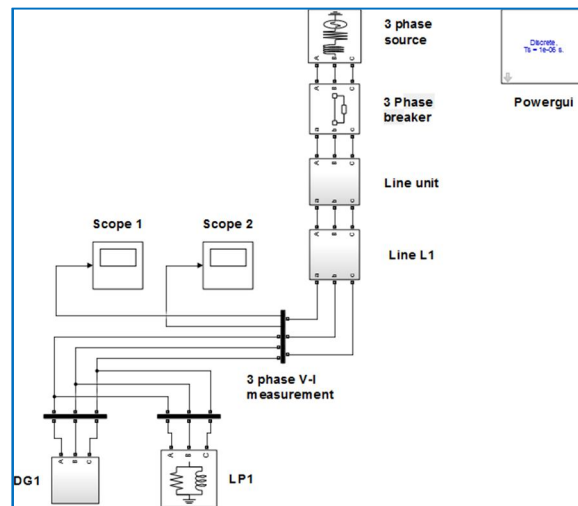 3 phase
source
Discrete,
Ts = 1e-06 s.
Powergui
A B C
A B C
3 Phase
breaker
a b c
A B C
Line unit
A B C
Line L1
a b c
Scope 1
Scope 2
3 phase V-I
measurement
A B C
DG1
A B C
LP1